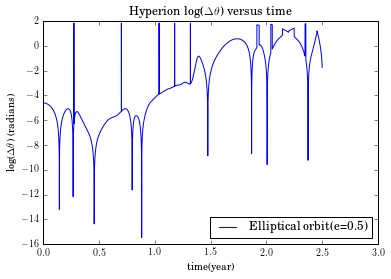 Hyperion log(Δθ) versus time
log(Δθ) (radians)
2
0
−2
−4
−6
−8
−10
−12
−14
−16
Elliptical orbit(e=0.5)
0.0 0.5 1.0 1.5 2.0 2.5 3.0
time(year)